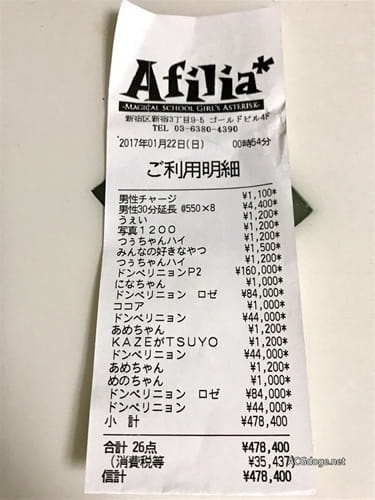 Afilia*
-MAGICAL SCHOOL GIRL'S ASTERISK-
新宿区新宿3丁目9-5 ゴールドビル4F
TEL 03-6380-4390
2017年01月22日(日) 00時54分
ご利用明細
男性チャージ ¥1,100*
男性30分延長 @550×8 ¥4,400*
うぇい ¥1,200*
写真1200 ¥1,200*
つぅちゃんハイ ¥1,200*
みんなの好きなやつ ¥1,500*
つぅちゃんハイ ¥1,200*
ドンペリニョンP2 ¥160,000*
になちゃん ¥1,000*
ドンペリニョン ロゼ ¥84,000*
ココア ¥1,000*
ドンペリニョン ¥44,000*
あめちゃん ¥1,200*
KAZEがTSUYO ¥1,200*
ドンペリニョン ¥44,000*
あめちゃん ¥1,200*
めのちゃん ¥1,000*
ドンペリニョン ロゼ ¥84,000*
ドンペリニョン ¥44,000*
小 計 ¥478,400
合計 26点 ¥478,400
(消費税等 ¥35,437
信計 ¥478,400
ACGdoge.net